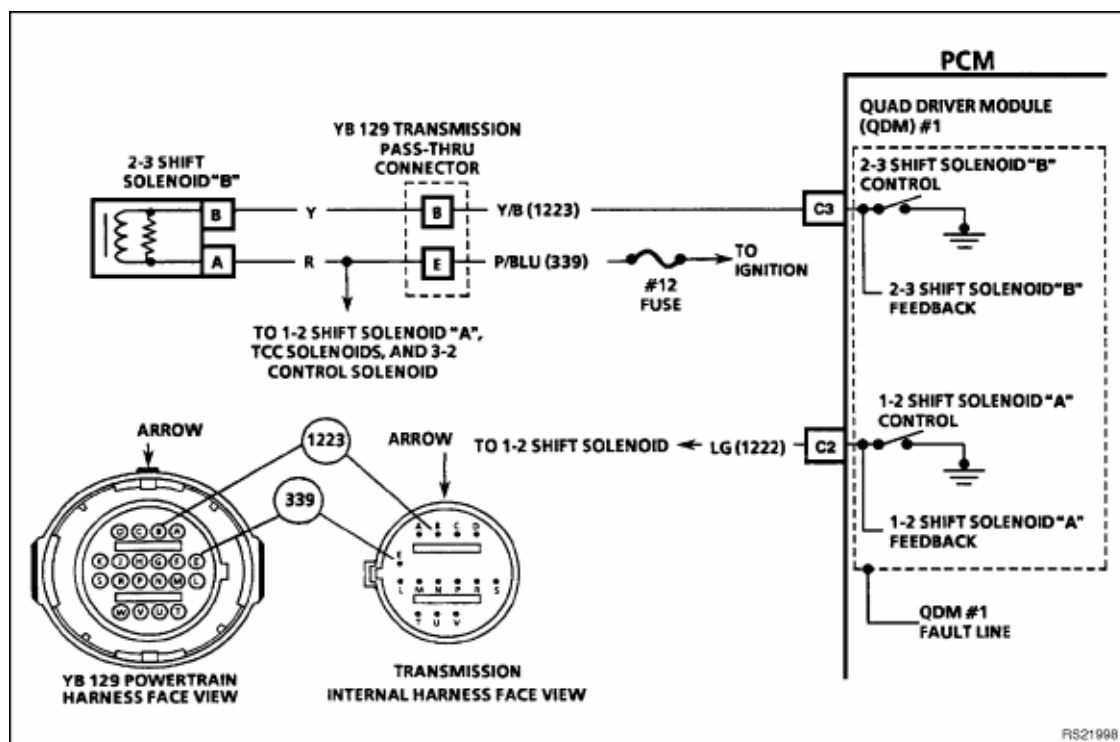 PCM
QUAD DRIVER MODULE
(QDM) #1
YB 129 TRANSMISSION
PASS-THRU
CONNECTOR
2-3 SHIFT
SOLENOID "B"
2-3 SHIFT SOLENOID "B"
CONTROL
B
Y
B
Y/B (1223)
C3
A
R
E
P/BLU (339)
TO
IGNITION
#12
FUSE
2-3 SHIFT SOLENOID "B"
FEEDBACK
TO 1-2 SHIFT SOLENOID "A",
TCC SOLENOIDS, AND 3-2
CONTROL SOLENOID
1-2 SHIFT SOLENOID "A"
CONTROL
ARROW
1223
ARROW
TO 1-2 SHIFT SOLENOID
LG (1222)
C2
339
D C B A
K J H G F E
S R P N M L
W V U T
A B C D
E
L M N P R S
T U V
1-2 SHIFT SOLENOID "A"
FEEDBACK
QDM #1
FAULT LINE
YB 129 POWERTRAIN
HARNESS FACE VIEW
TRANSMISSION
INTERNAL HARNESS FACE VIEW
RS21998